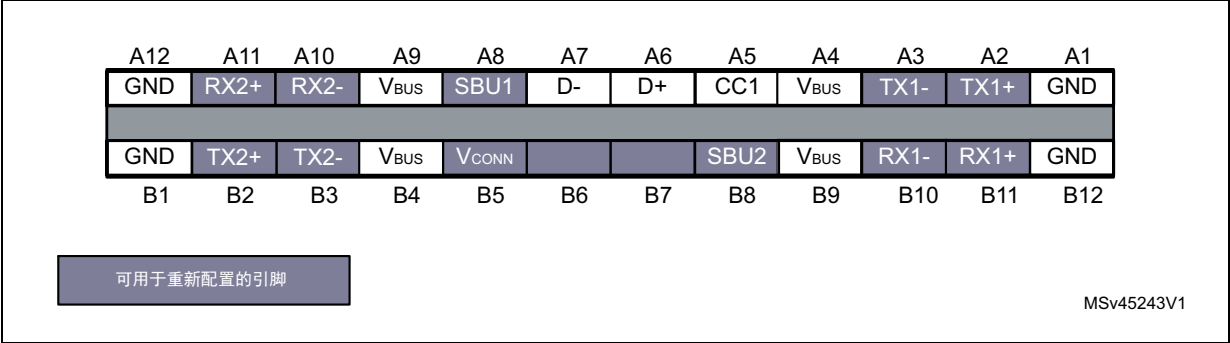 A12 A11 A10 A9 A8 A7 A6 A5 A4 A3 A2 A1
GND RX2+ RX2- VBUS SBU1 D- D+ CC1 VBUS TX1- TX1+ GND
GND TX2+ TX2- VBUS VCONN SBU2 VBUS RX1- RX1+ GND
B1 B2 B3 B4 B5 B6 B7 B8 B9 B10 B11 B12
可用于重新配置的引脚
MSv45243V1